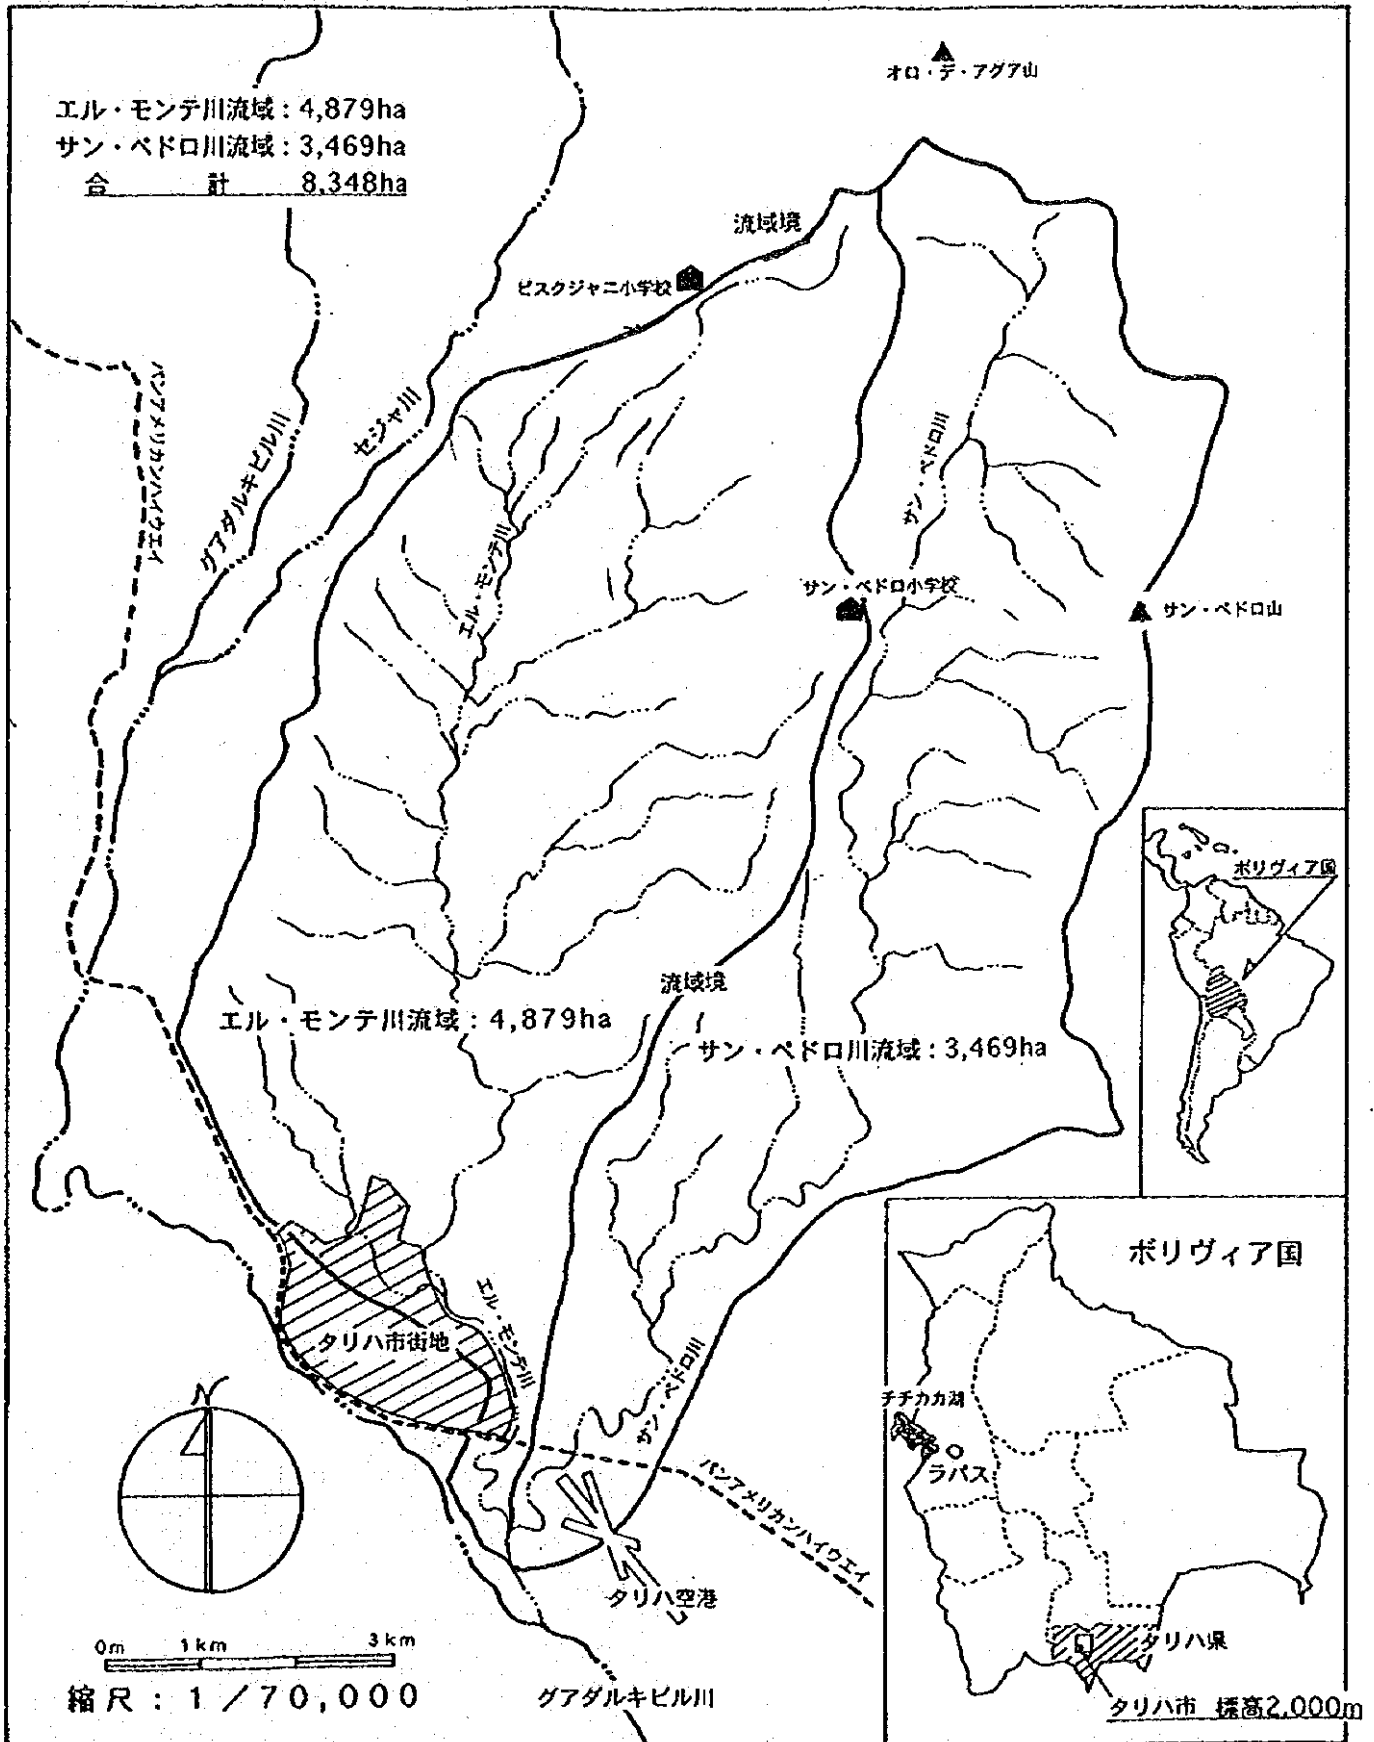 エル・モンテ川流域：4,879ha
サン・ペドロ川流域：3,469ha
合　計　8,348ha
オロ・デ・アグア山
流域境
ビスクジャニ小学校
パンアメリカンハイウエイ
グアダルキビル川
セジャ川
エル・モンテ川
サン・ペドロ川
サン・ペドロ小学校
サン・ペドロ山
ボリヴィア国
流域境
エル・モンテ川流域：4,879ha
サン・ペドロ川流域：3,469ha
タリハ市街地
エル・モンテ川
サン・ペドロ川
パンアメリカンハイウエイ
タリハ空港
グアダルキビル川
N
0m 1km 3km
縮尺：1／70,000
ボリヴィア国
チチカカ湖
ラパス
タリハ県
タリハ市 標高2,000m